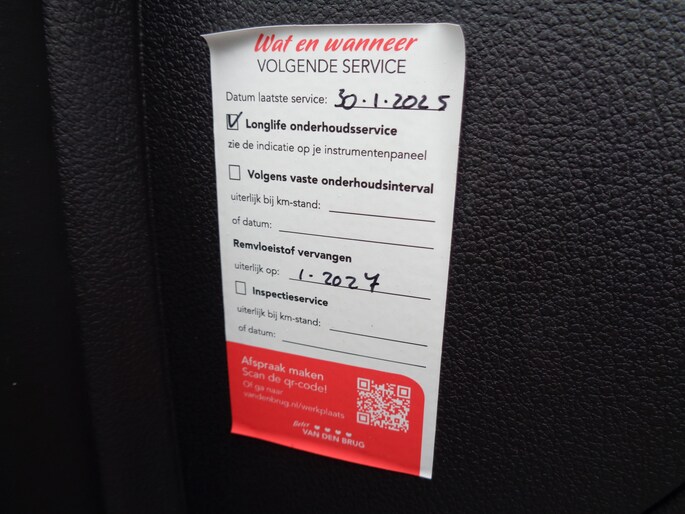 Wat en wanneer
VOLGENDE SERVICE
Datum laatste service: 30.1.2025
Longlife onderhoudsservice
zie de indicatie op je instrumentenpaneel
Volgens vaste onderhoudsinterval
uiterlijk bij km-stand:
of datum:
Remvloeistof vervangen
uiterlijk op: 1.2027
Inspectieservice
uiterlijk bij km-stand:
of datum:
Afspraak maken
Scan de qr-code!
Of ga naar
vandenbrug.nl/werkplaats
Beter
VAN DEN BRUG